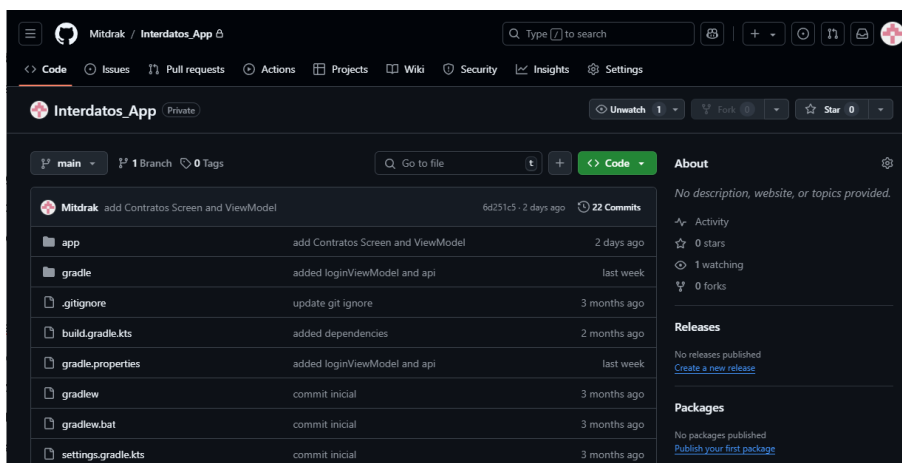 Mitdrak / Interdatos_App
Type / to search
Code Issues Pull requests Actions Projects Wiki Security Insights Settings
Interdatos_App Private
Unwatch 1 Fork 0 Star 0
main 1 Branch 0 Tags
Go to file t
Code
About
No description, website, or topics provided.
Mitdrak add Contratos Screen and ViewModel 6d251c5 · 2 days ago 22 Commits
app add Contratos Screen and ViewModel 2 days ago
gradle added loginViewModel and api last week
.gitignore update git ignore 3 months ago
build.gradle.kts added dependencies 2 months ago
gradle.properties added loginViewModel and api last week
gradlew commit inicial 3 months ago
gradlew.bat commit inicial 3 months ago
settings.gradle.kts commit inicial 3 months ago
Activity
0 stars
1 watching
0 forks
Releases
No releases published
Create a new release
Packages
No packages published
Publish your first package